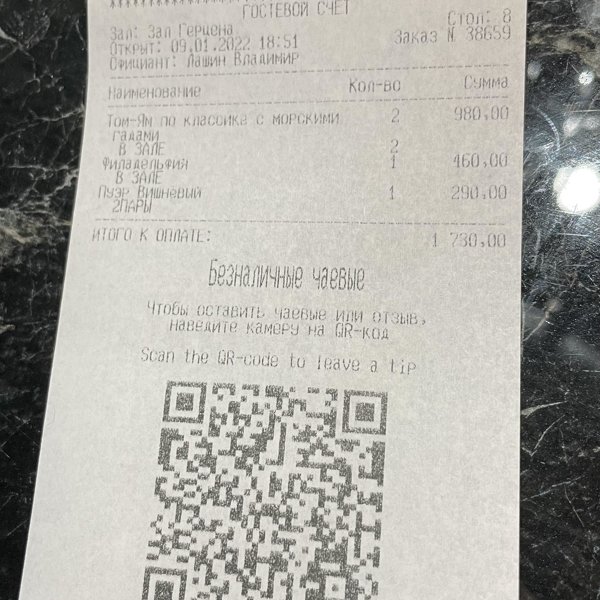 ********************
ГОСТЕВОЙ СЧЕТ
Стол: 8
Зал: Зал Герцена
Заказ N 38659
Открыт: 09.01.2022 18:51
Официант: Лашин Владимир
Наименование Кол-во Сумма
Том-Ям по классике с морскими 2 980,00
гадами
В ЗАЛЕ 2
Филадельфия 1 460,00
В ЗАЛЕ
Пуэр Вишневый 1 290,00
2ПАРЫ
ИТОГО К ОПЛАТЕ: 1 730,00
Безналичные чаевые
Чтобы оставить чаевые или отзыв,
наведите камеру на QR-код
Scan the QR-code to leave a tip